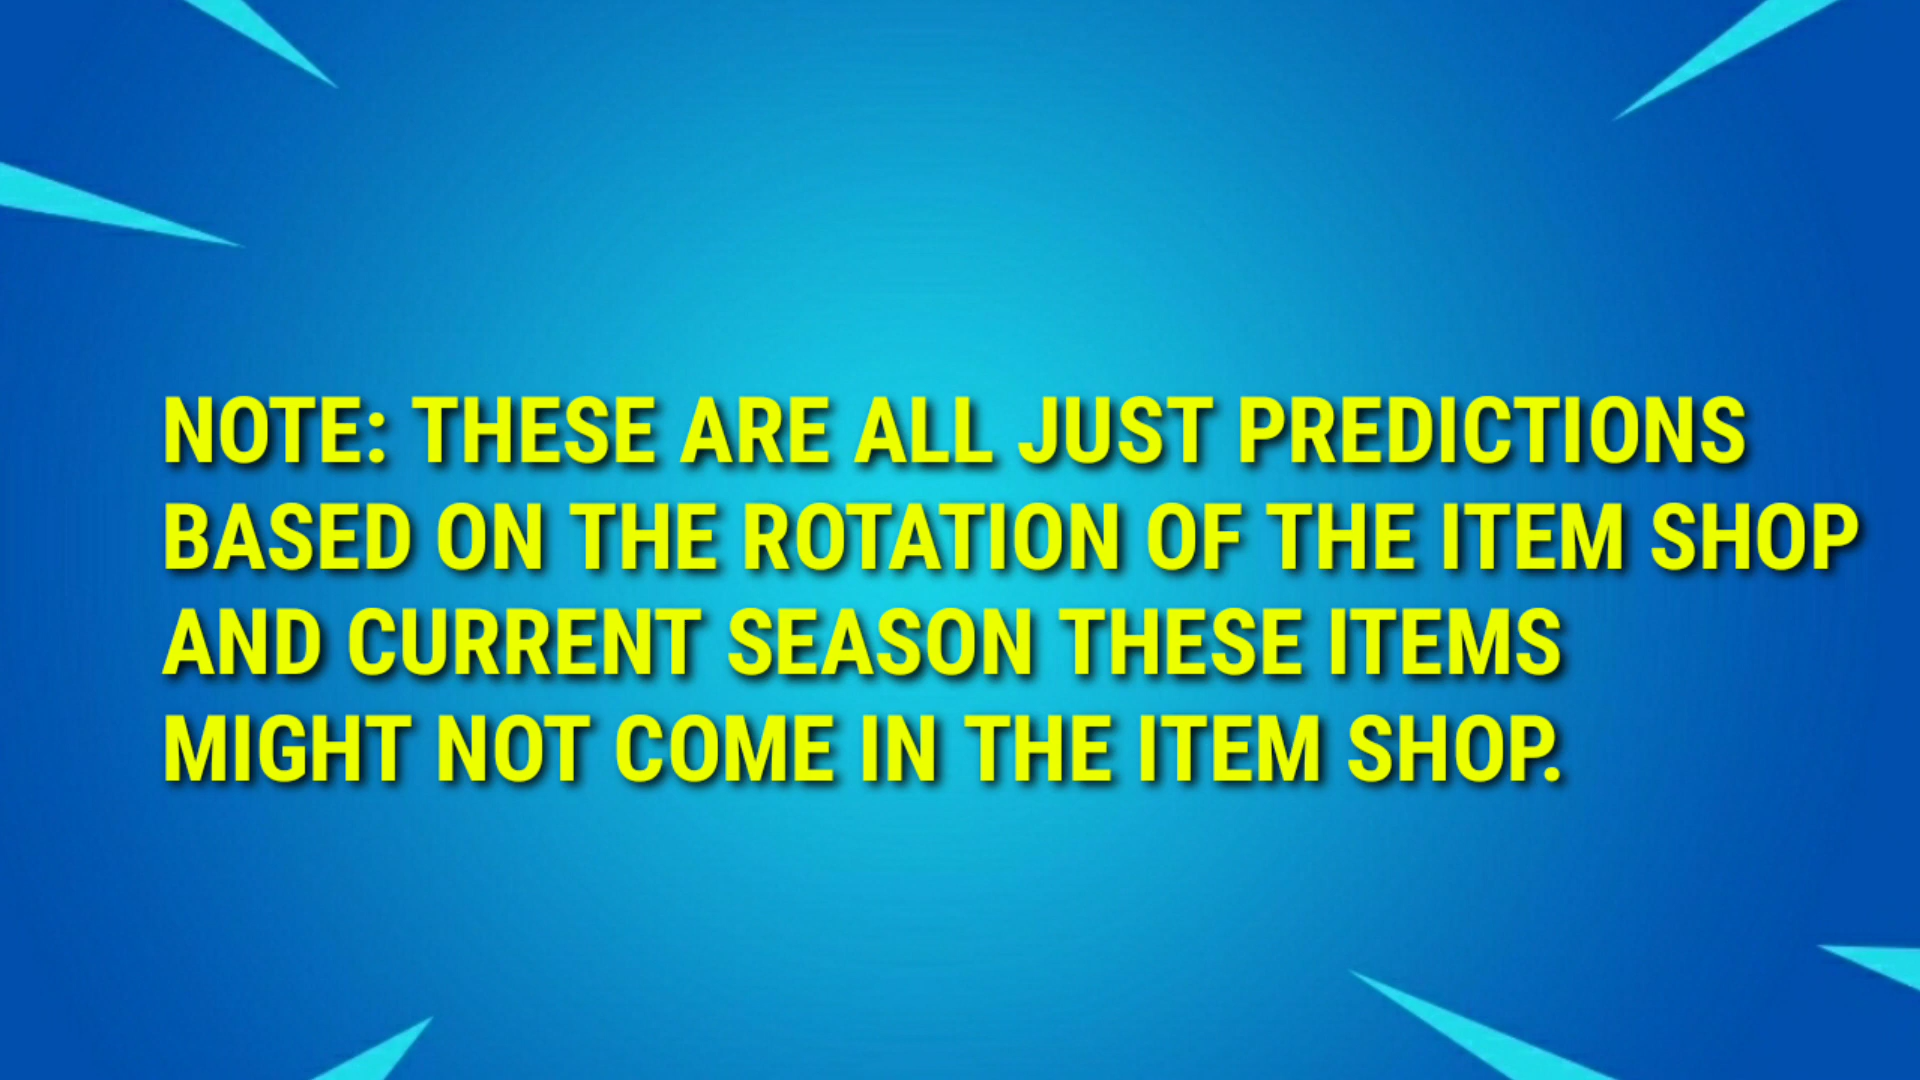 NOTE: THESE ARE ALL JUST PREDICTIONS
BASED ON THE ROTATION OF THE ITEM SHOP
AND CURRENT SEASON THESE ITEMS
MIGHT NOT COME IN THE ITEM SHOP.